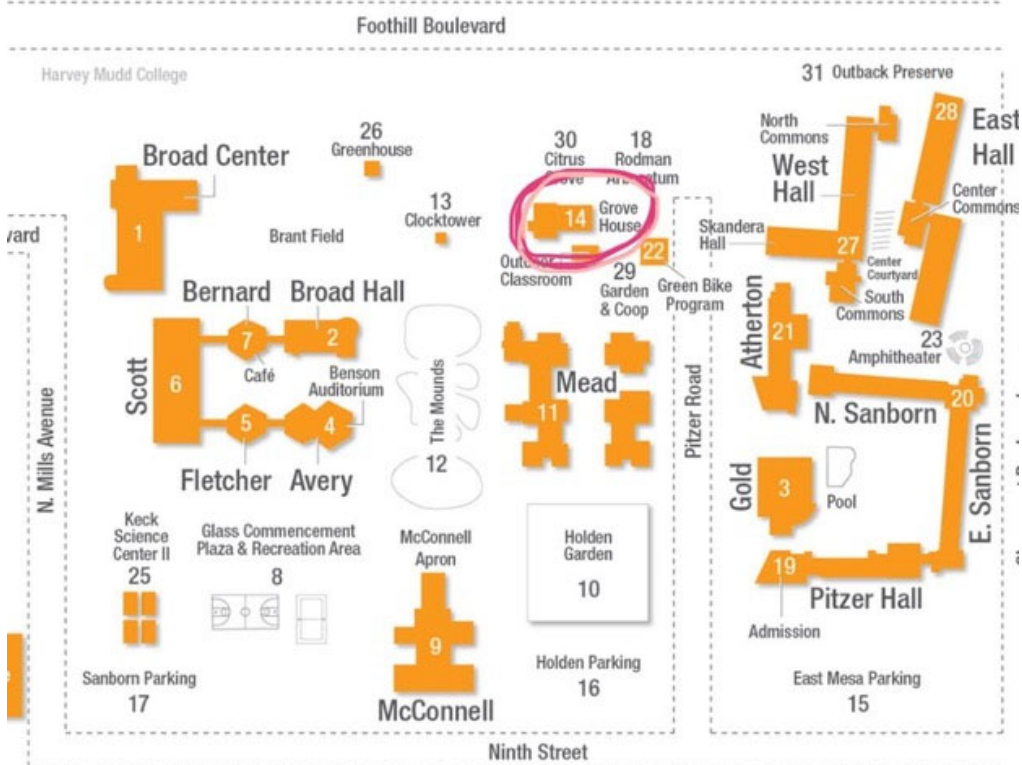 Foothill Boulevard
Harvey Mudd College
31 Outback Preserve
26
Greenhouse
30
Citrus
18
Rodman
North
Commons
28
East
Hall
Broad Center
West
Hall
13
Clocktower
14
Grove
House
Center
Commons
1
Brant Field
Skandera
Hall
27
Center
Courtyard
Outdoor
Classroom
22
29
Garden
& Coop
Green Bike
Program
South
Commons
Bernard
Broad Hall
7
2
Café
Benson
Auditorium
Scott
6
5
4
Fletcher
Avery
The Mounds
12
Mead
11
Pitzer Road
Atherton
21
23
Amphitheater
20
N. Sanborn
E. Sanborn
N. Mills Avenue
Gold
3
Pool
Keck
Science
Center II
25
Glass Commencement
Plaza & Recreation Area
8
McConnell
Apron
9
McConnell
Holden
Garden
10
19
Pitzer Hall
Admission
Sanborn Parking
17
Holden Parking
16
East Mesa Parking
15
Ninth Street